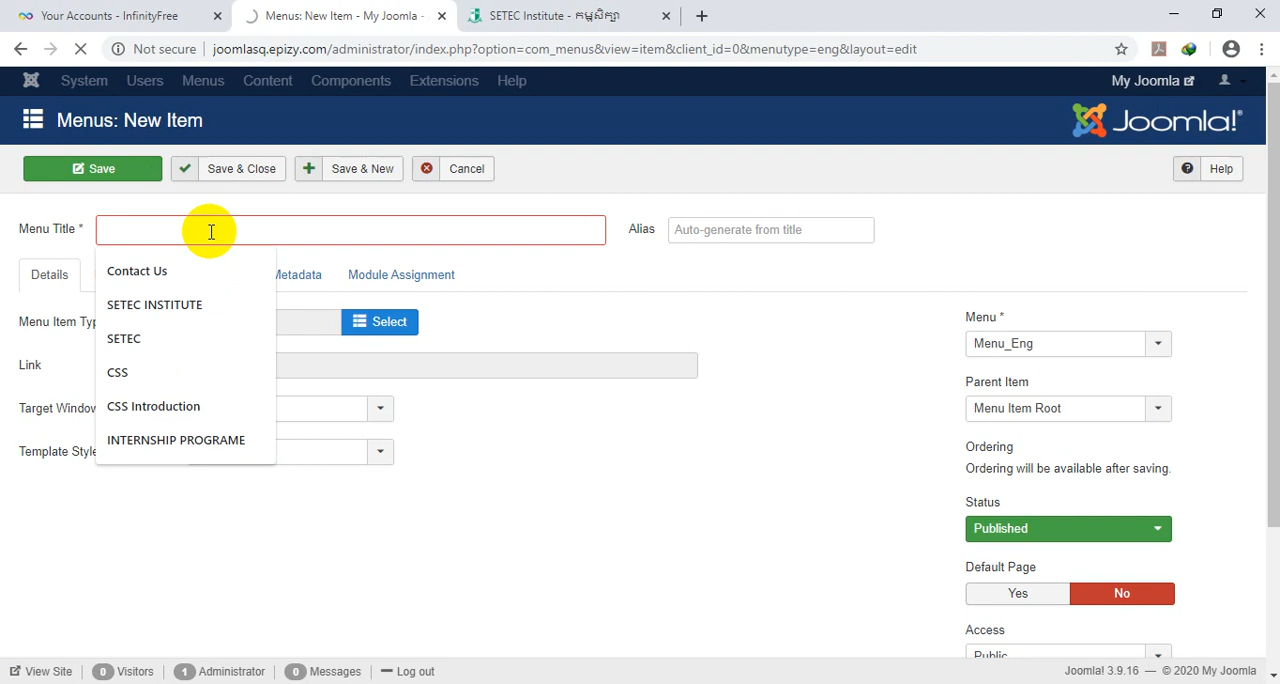 Your Accounts - InfinityFree
Menus: New Item - My Joomla -
SETEC Institute - កម្មសិក្សា
Not secure
joomlasq.epizy.com/administrator/index.php?option=com_menus&view=item&client_id=0&menutype=eng&layout=edit
System Users Menus Content Components Extensions Help
My Joomla
Menus: New Item
Joomla!®
Save
Save & Close
Save & New
Cancel
Help
Menu Title *
Alias
Auto-generate from title
Contact Us
SETEC INSTITUTE
SETEC
CSS
CSS Introduction
INTERNSHIP PROGRAME
Details
Metadata
Module Assignment
Menu Item Typ
Select
Link
Target Window
Template Style
Menu *
Menu_Eng
Parent Item
Menu Item Root
Ordering
Ordering will be available after saving.
Status
Published
Default Page
Yes
No
Access
Public
View Site
0 Visitors
1 Administrator
0 Messages
Log out
Joomla! 3.9.16 — © 2020 My Joomla